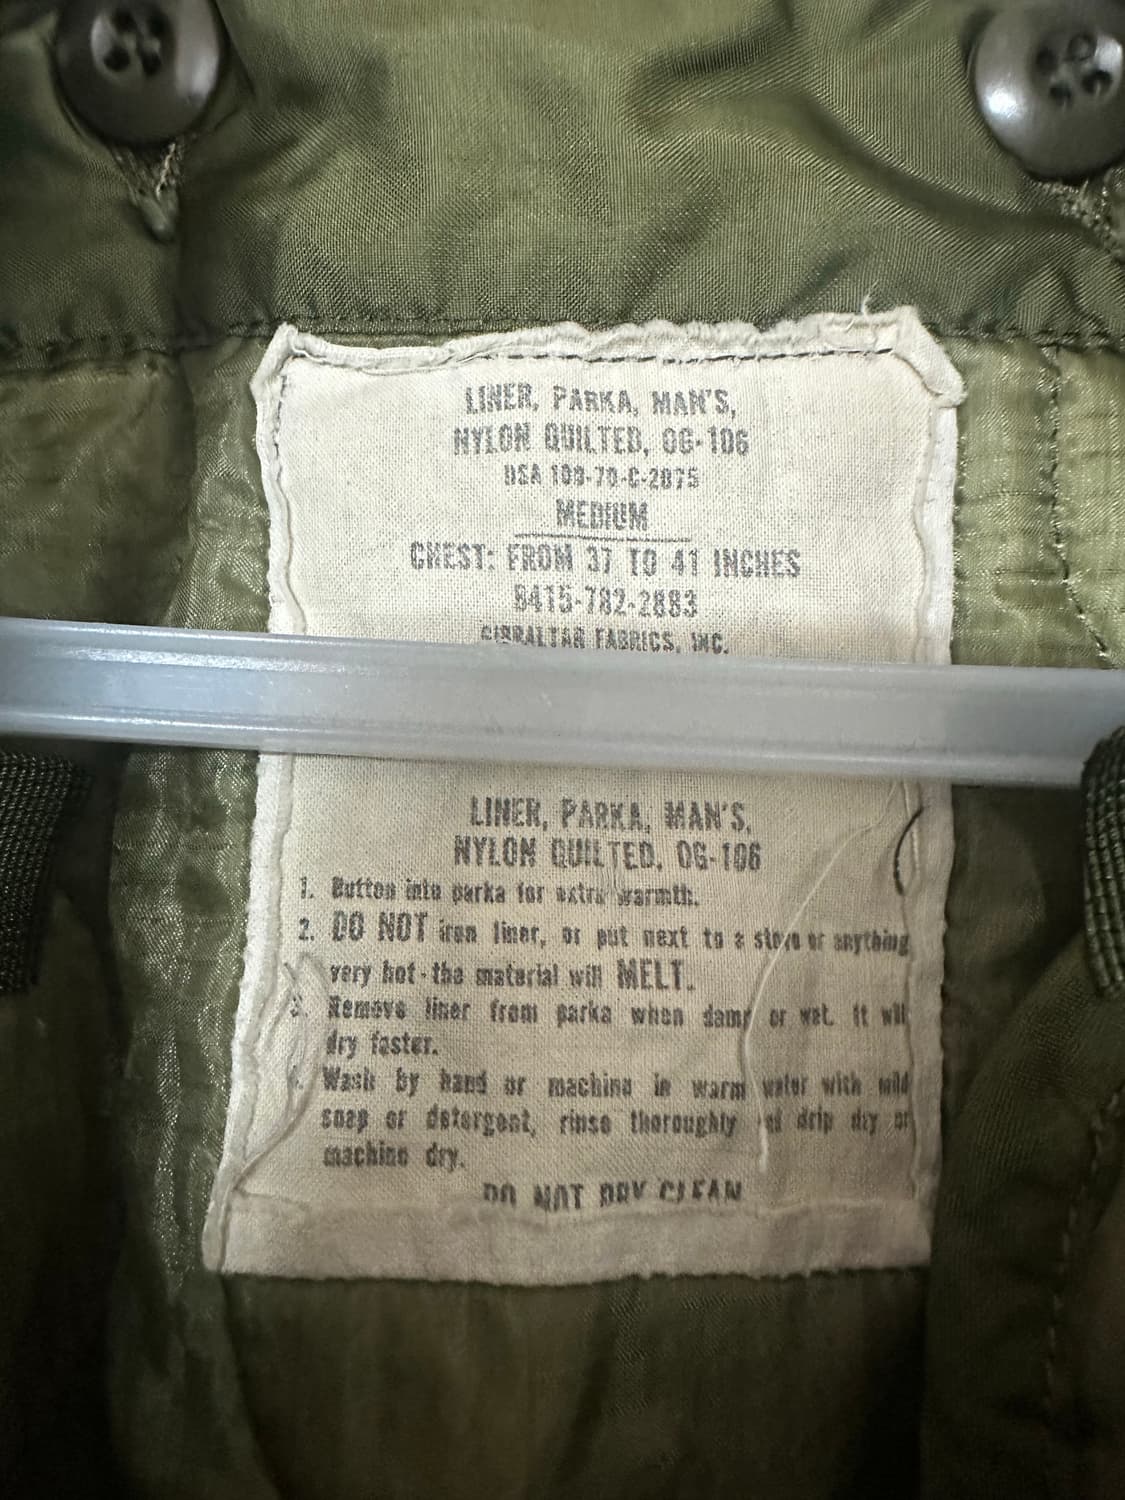 LINER, PARKA, MAN'S,
NYLON QUILTED, OG-106
DSA 100-70-C-2075
MEDIUM
CHEST: FROM 37 TO 41 INCHES
8415-782-2883
GIBRALTAR FABRICS, INC.
LINER, PARKA, MAN'S,
NYLON QUILTED, OG-106
1. Button into parka for extra warmth.
2. DO NOT iron liner, or put next to a stove or anything
very hot - the material will MELT.
3. Remove liner from parka when damp or wet. It will
dry faster.
Wash by hand or machine in warm water with mild
soap or detergent, rinse thoroughly drip dry or
machine dry.
DO NOT DRY CLEAN